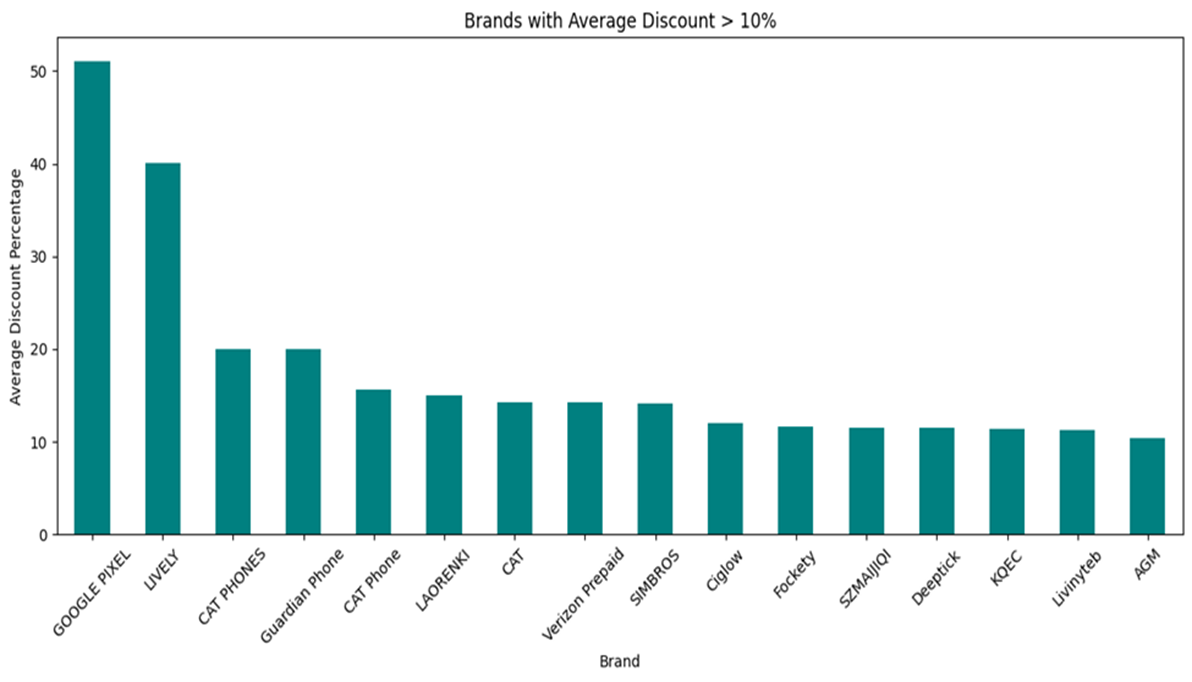 Brands with Average Discount > 10%
Average Discount Percentage
50
40
30
20
10
0
GOOGLE PIXEL
LIVELY
CAT PHONES
Guardian Phone
CAT Phone
LAORENKI
CAT
Verizon Prepaid
SIMBROS
Ciglow
Fockety
SZMAIJIQI
Deeptick
KQEC
Livinyteb
AGM
Brand